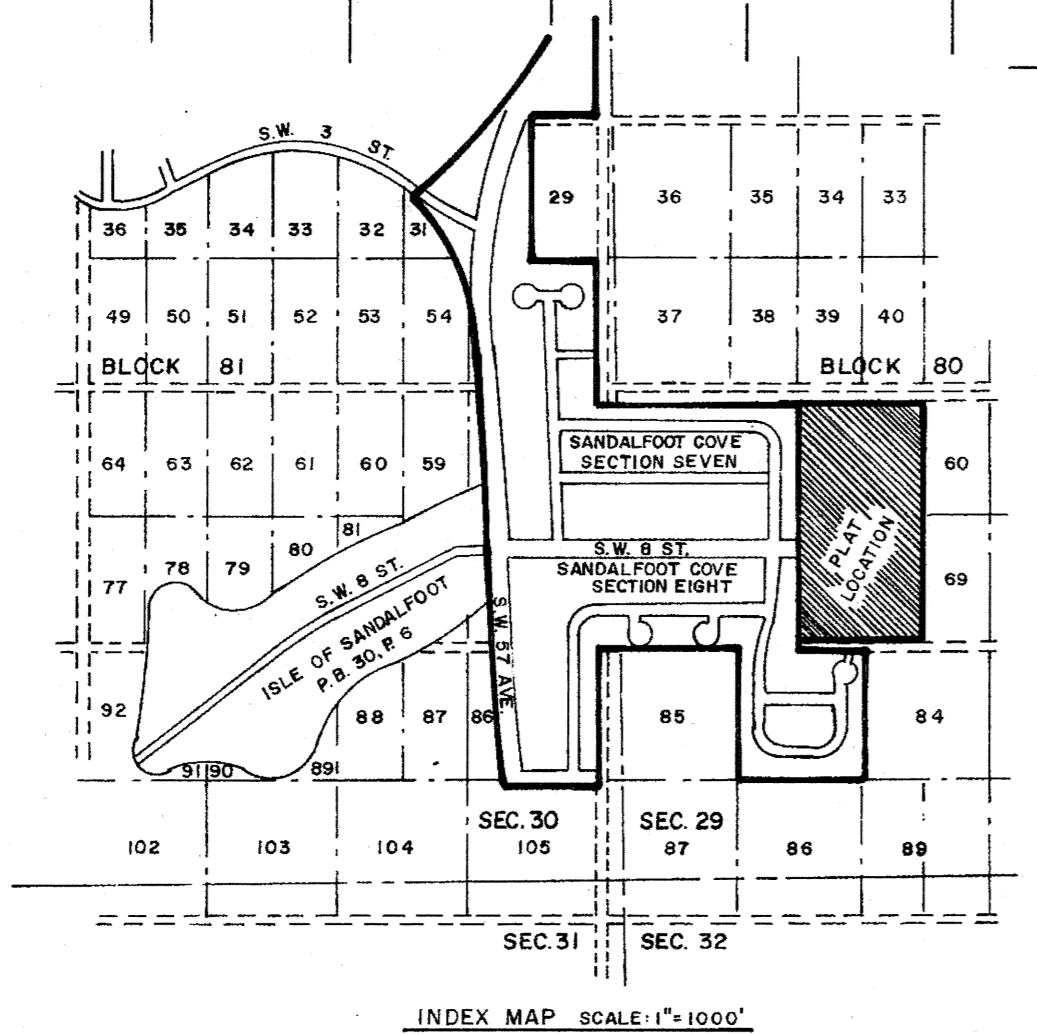 S.W. 3 ST.
29
36 35 34 33
36 35 34 33 32 31
49 50 51 52 53 54
37 38 39 40
BLOCK 81
BLOCK 80
SANDALFOOT COVE
SECTION SEVEN
64 63 62 61 60 59
60
81
80
"PLAT"
LOCATION
S.W. 8 ST.
SANDALFOOT COVE
SECTION EIGHT
77 78 79
69
S.W. 8 ST.
ISLE OF SANDALFOOT
P.B. 30, P. 6
S.W. 57 AVE.
92
88 87 86
85
84
91 90 89
SEC. 30 SEC. 29
102 103 104 105 87 86 89
SEC. 31 SEC. 32
INDEX MAP SCALE: 1"=1000'